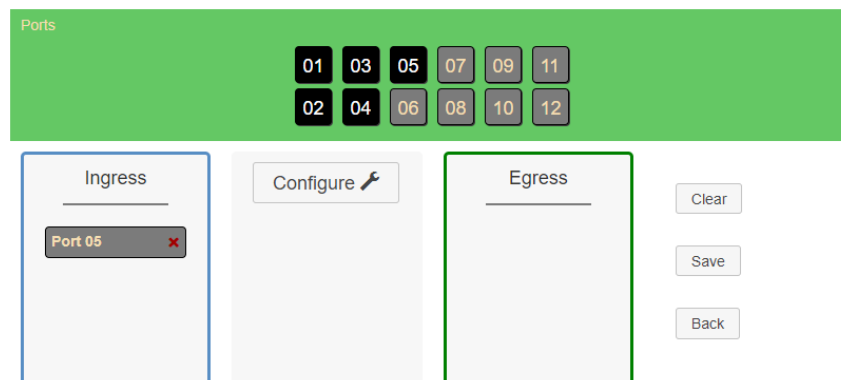 Ports
01 03 05 07 09 11
02 04 06 08 10 12
Ingress
Configure
Egress
Port 05
Clear
Save
Back